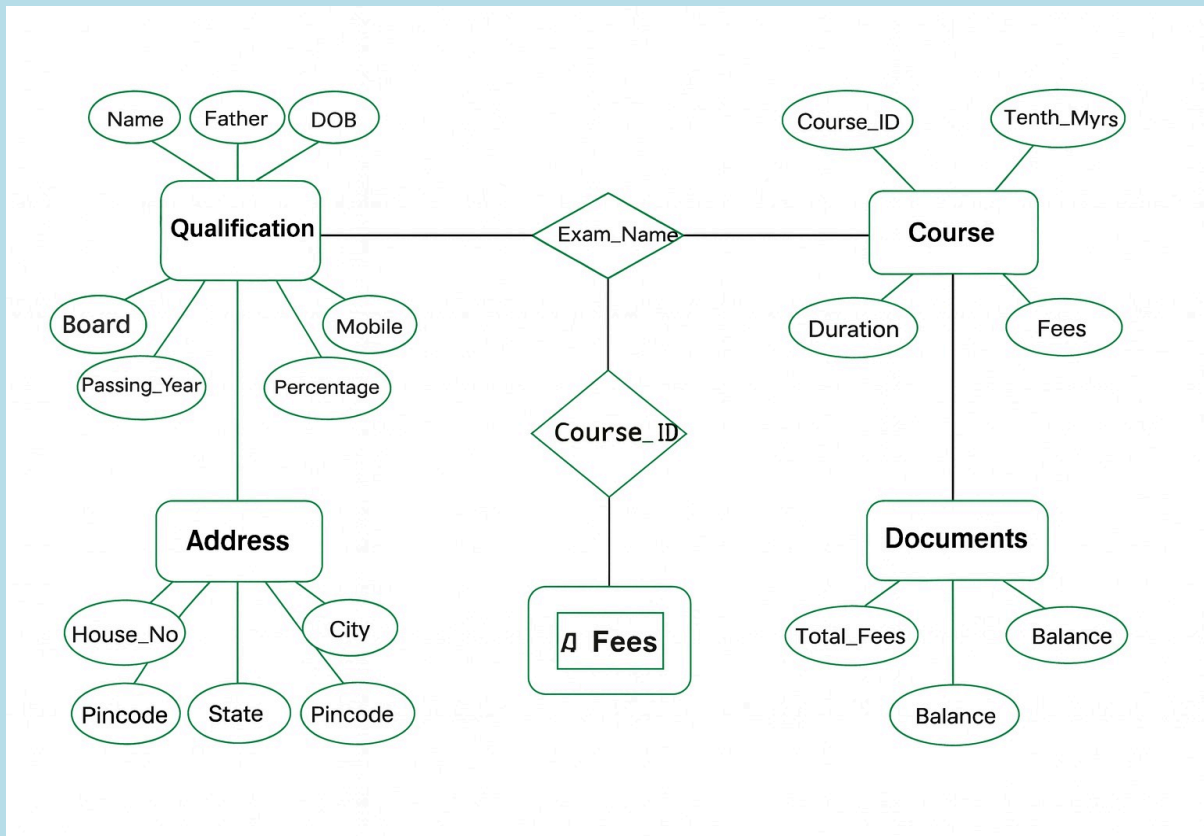 Name
Father
DOB
Course_ID
Tenth_Myrs
Qualification
Exam_Name
Course
Board
Mobile
Duration
Fees
Passing_Year
Percentage
Course_ID
Address
Documents
House_No
City
Fees
Total_Fees
Balance
Pincode
State
Pincode
Balance